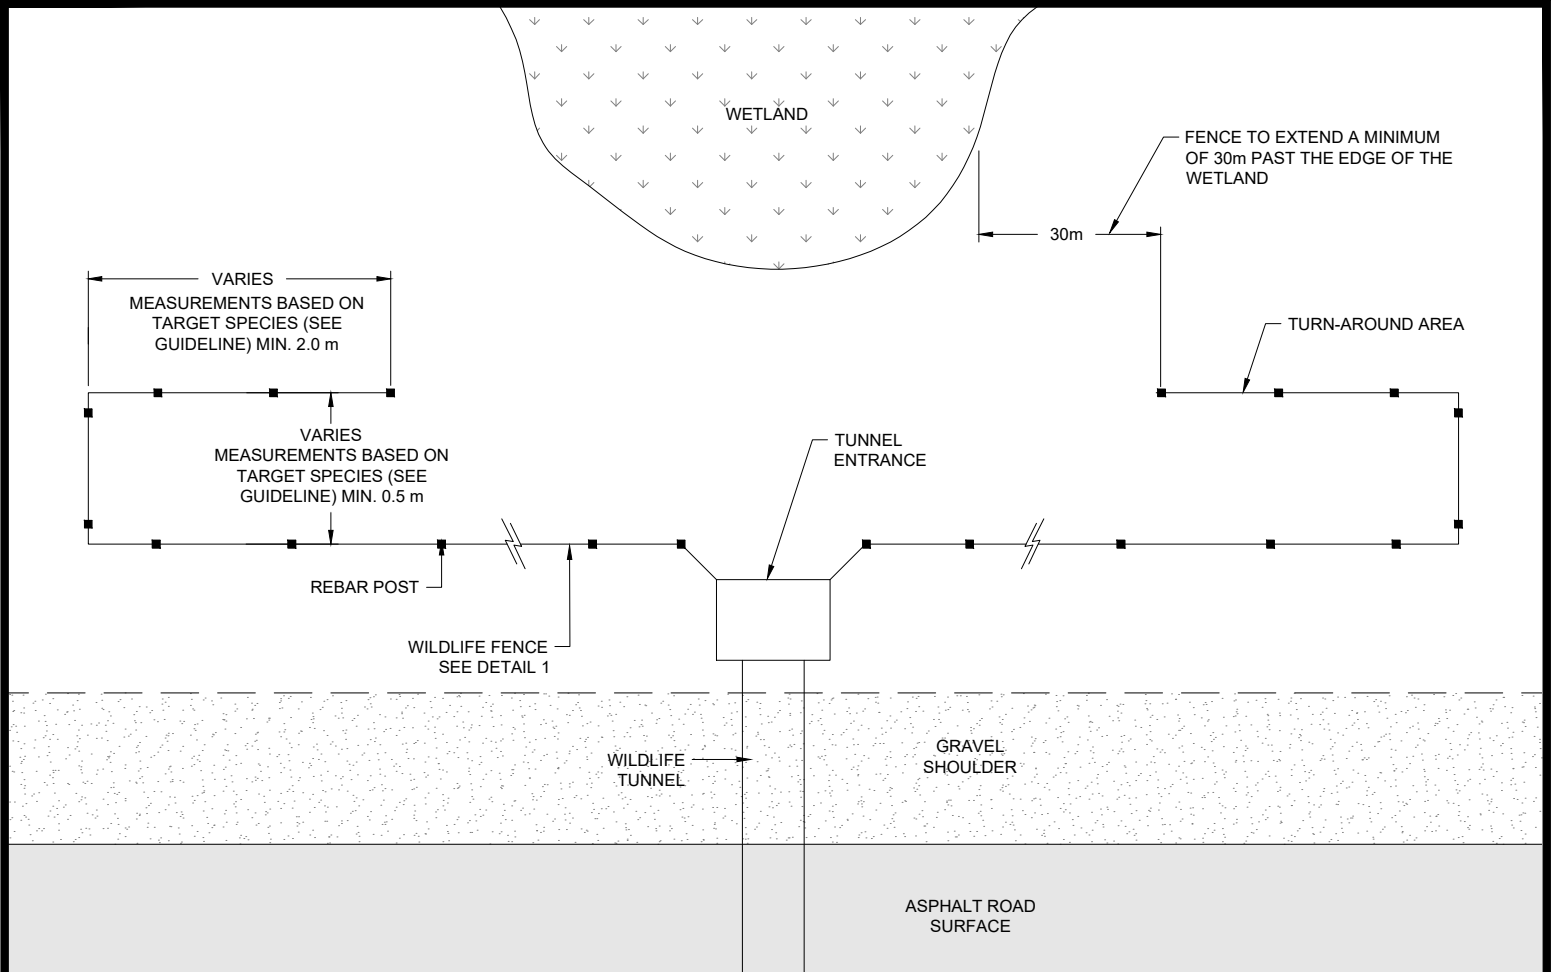 WETLAND
FENCE TO EXTEND A MINIMUM
OF 30m PAST THE EDGE OF THE
WETLAND
30m
VARIES
MEASUREMENTS BASED ON
TARGET SPECIES (SEE
GUIDELINE) MIN. 2.0 m
TURN-AROUND AREA
VARIES
MEASUREMENTS BASED ON
TARGET SPECIES (SEE
GUIDELINE) MIN. 0.5 m
TUNNEL
ENTRANCE
REBAR POST
WILDLIFE FENCE
SEE DETAIL 1
WILDLIFE
TUNNEL
GRAVEL
SHOULDER
ASPHALT ROAD
SURFACE